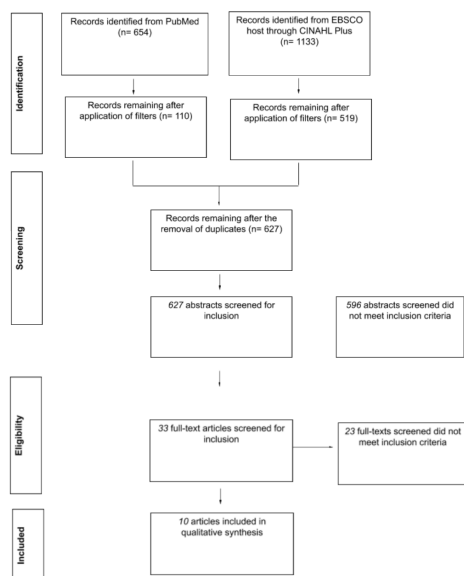 Identification
Records identified from PubMed
(n= 654)
Records identified from EBSCO
host through CINAHL Plus
(n= 1133)
Records remaining after
application of filters (n= 110)
Records remaining after
application of filters (n= 519)
Screening
Records remaining after the
removal of duplicates (n= 627)
627 abstracts screened for
inclusion
596 abstracts screened did
not meet inclusion criteria
Eligibility
33 full-text articles screened for
inclusion
23 full-texts screened did not
meet inclusion criteria
Included
10 articles included in
qualitative synthesis